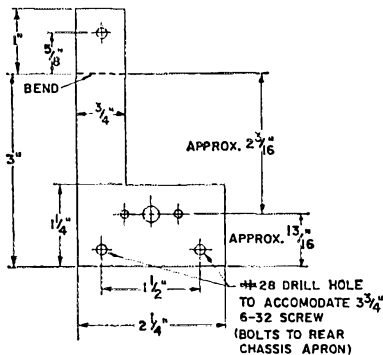 1"
5/8"
BEND
3/4"
APPROX. 2 3/16"
3"
1 1/4"
APPROX. 13/16"
1 1/2"
2 1/4"
#28 DRILL HOLE
TO ACCOMODATE 3 3/4"
6-32 SCREW
(BOLTS TO REAR
CHASSIS APRON)